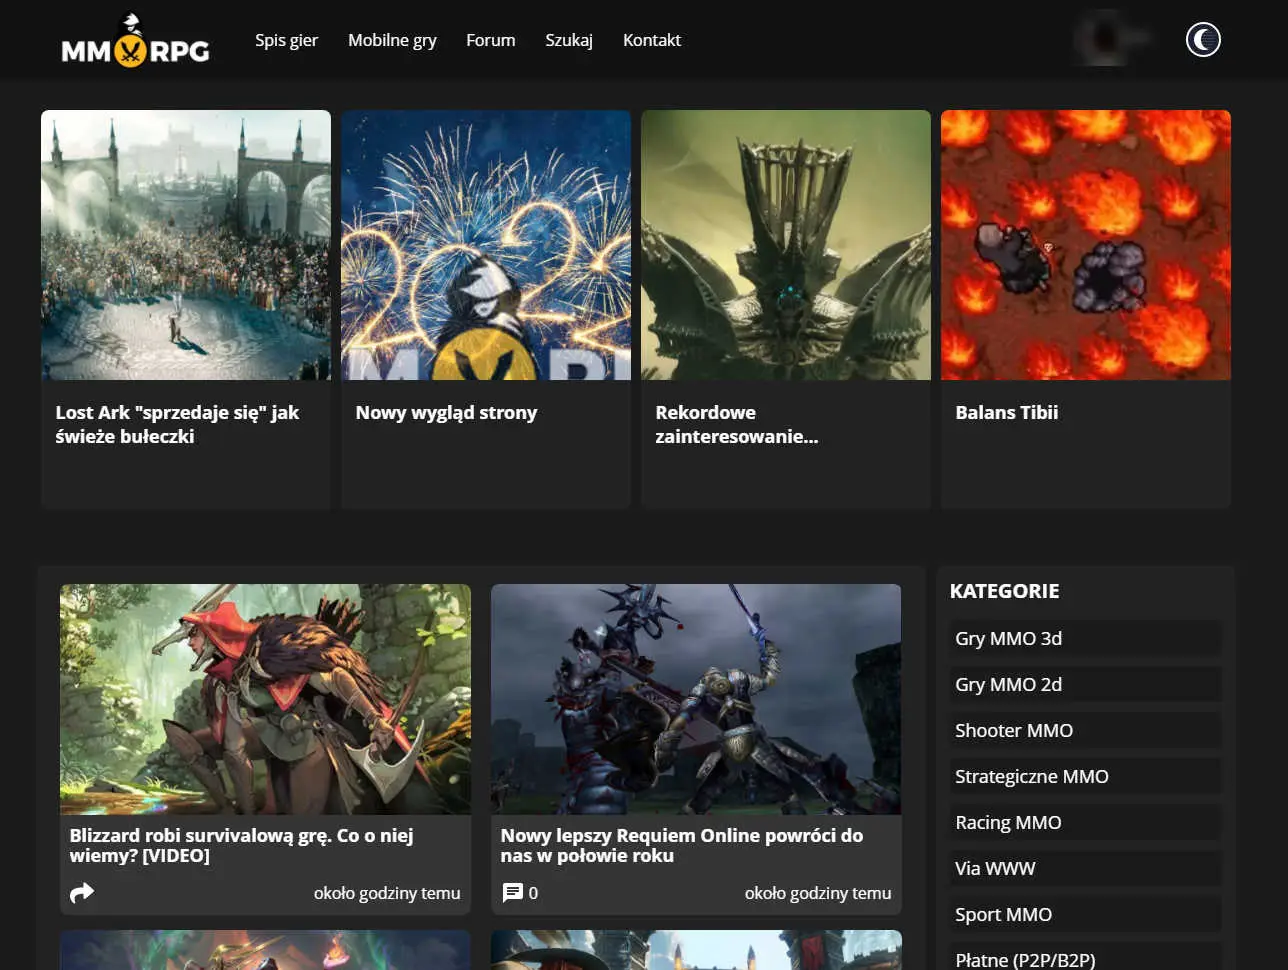 MMORPG
Spis gier
Mobilne gry
Forum
Szukaj
Kontakt
Lost Ark "sprzedaje się" jak
świeże bułeczki
Nowy wygląd strony
Rekordowe
zainteresowanie...
Balans Tibii
Blizzard robi survivalową grę. Co o niej
wiemy? [VIDEO]
około godziny temu
Nowy lepszy Requiem Online powróci do
nas w połowie roku
0
około godziny temu
KATEGORIE
Gry MMO 3d
Gry MMO 2d
Shooter MMO
Strategiczne MMO
Racing MMO
Via WWW
Sport MMO
Płatne (P2P/B2P)